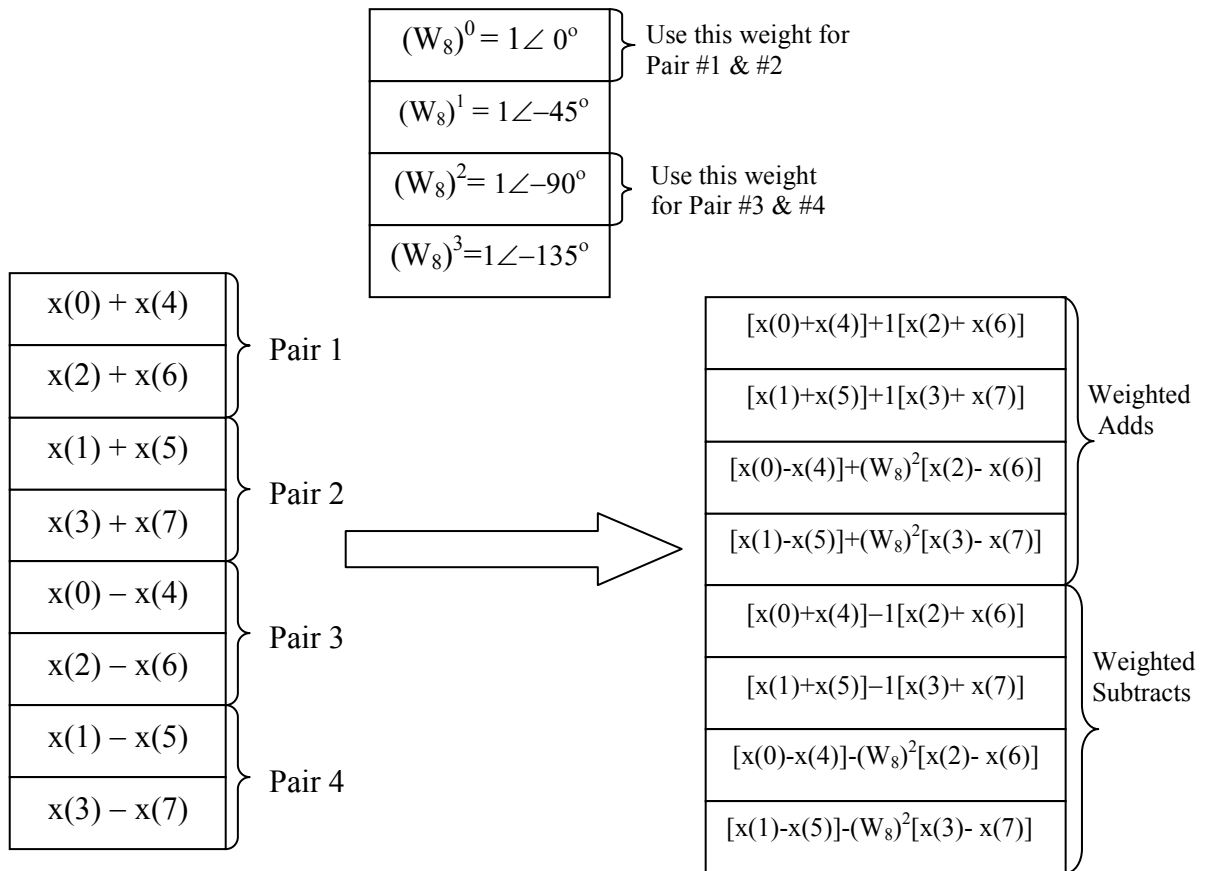 (W₈)⁰ = 1∠ 0º
Use this weight for
Pair #1 & #2
(W₈)¹ = 1∠–45º
(W₈)²= 1∠–90º
Use this weight
for Pair #3 & #4
(W₈)³=1∠–135º
x(0) + x(4)
x(2) + x(6)
Pair 1
x(1) + x(5)
x(3) + x(7)
Pair 2
x(0) – x(4)
x(2) – x(6)
Pair 3
x(1) – x(5)
x(3) – x(7)
Pair 4
[x(0)+x(4)]+1[x(2)+ x(6)]
[x(1)+x(5)]+1[x(3)+ x(7)]
[x(0)-x(4)]+(W₈)²[x(2)- x(6)]
[x(1)-x(5)]+(W₈)²[x(3)- x(7)]
Weighted
Adds
[x(0)+x(4)]–1[x(2)+ x(6)]
[x(1)+x(5)]–1[x(3)+ x(7)]
[x(0)-x(4)]-(W₈)²[x(2)- x(6)]
[x(1)-x(5)]-(W₈)²[x(3)- x(7)]
Weighted
Subtracts